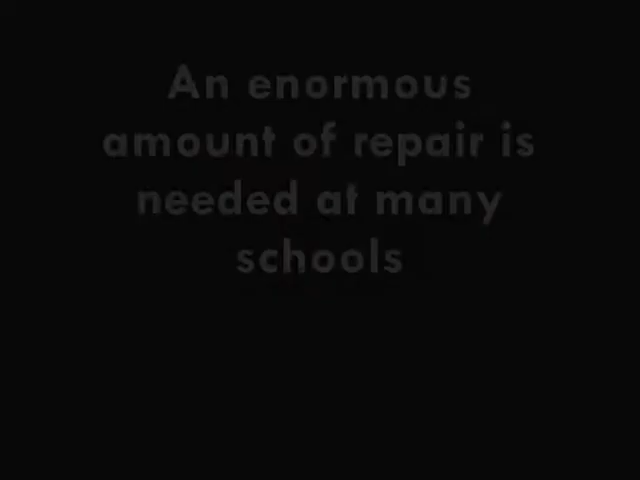 An enormous
amount of repair is
needed at many
schools